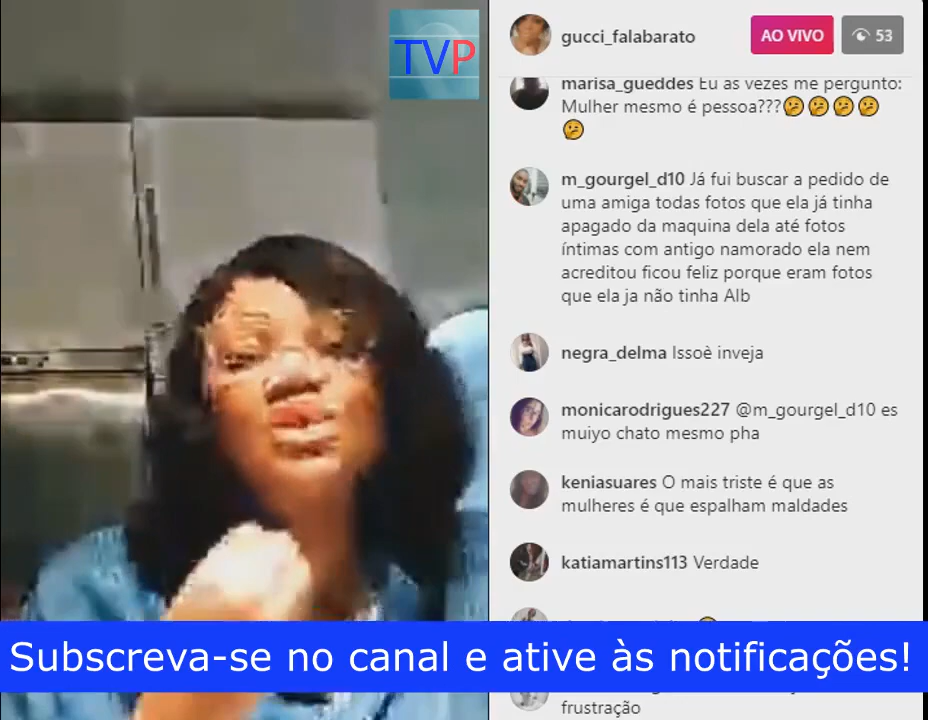 TVP
gucci_falabarato
AO VIVO
53
marisa_gueddes Eu as vezes me pergunto:
Mulher mesmo é pessoa???🤔🤔🤔🤔
🤔
m_gourgel_d10 Já fui buscar a pedido de
uma amiga todas fotos que ela já tinha
apagado da maquina dela até fotos
íntimas com antigo namorado ela nem
acreditou ficou feliz porque eram fotos
que ela ja não tinha Alb
negra_delma Issoè inveja
monicarodrigues227 @m_gourgel_d10 es
muiyo chato mesmo pha
keniasuares O mais triste é que as
mulheres é que espalham maldades
katiamartins113 Verdade
Subscreva-se no canal e ative às notificações!
frustração